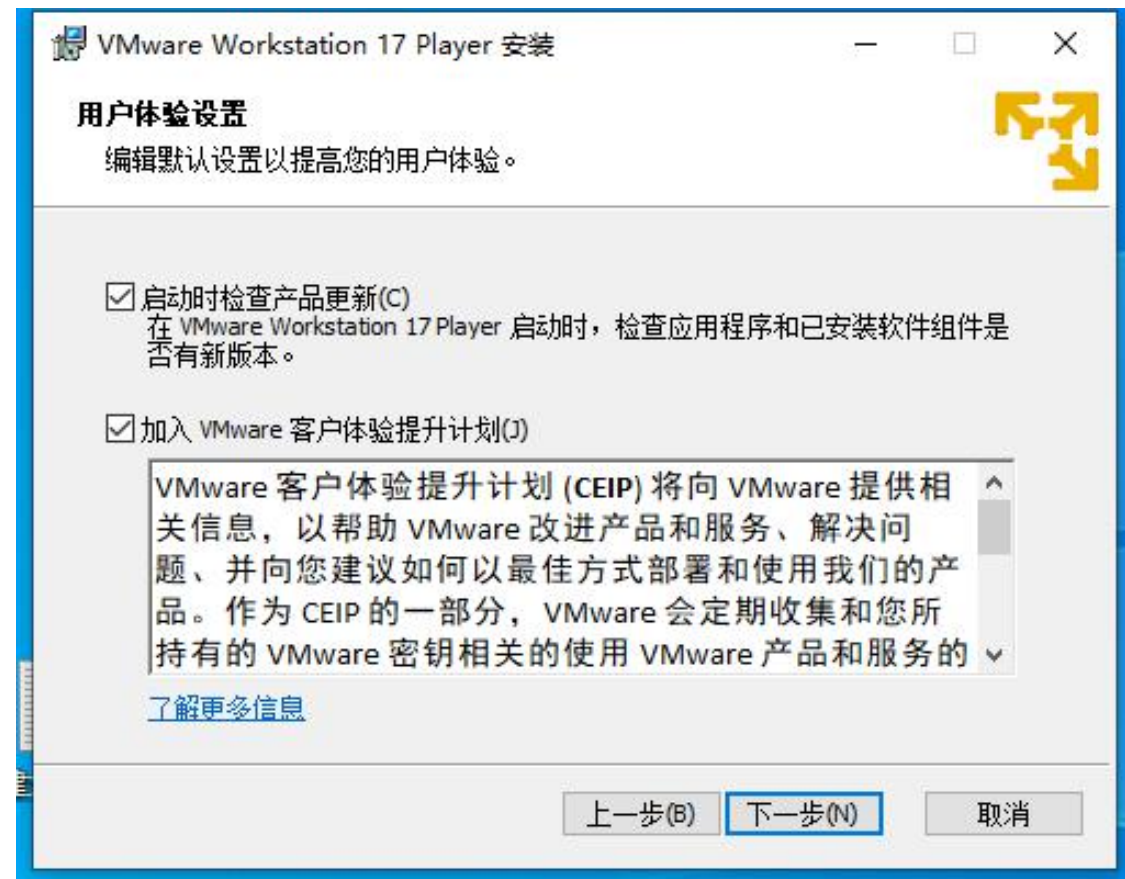 VMware Workstation 17 Player 安装
用户体验设置
编辑默认设置以提高您的用户体验。
启动时检查产品更新(C)
在 VMware Workstation 17 Player 启动时，检查应用程序和已安装软件组件是
否有新版本。
加入 VMware 客户体验提升计划(J)
VMware 客户体验提升计划 (CEIP) 将向 VMware 提供相
关信息，以帮助 VMware 改进产品和服务、解决问
题、并向您建议如何以最佳方式部署和使用我们的产
品。作为 CEIP 的一部分，VMware 会定期收集和您所
持有的 VMware 密钥相关的使用 VMware 产品和服务的
了解更多信息
上一步(B) 下一步(N) 取消